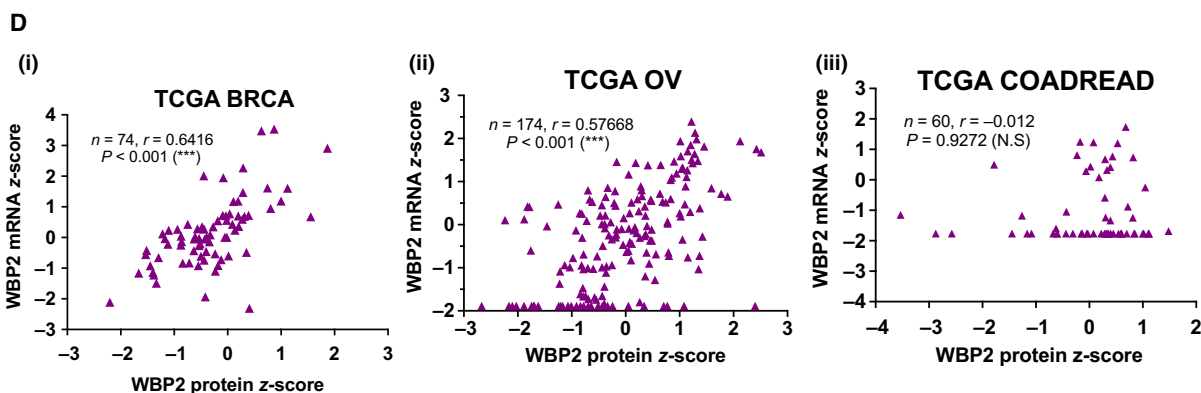 D
(i)
TCGA BRCA
n = 74, r = 0.6416
P < 0.001 (***)
WBP2 mRNA z-score
4
3
2
1
0
–1
–2
–3
–3 –2 –1 0 1 2 3
WBP2 protein z-score
(ii)
TCGA OV
n = 174, r = 0.57668
P < 0.001 (***)
WBP2 mRNA z-score
3
2
1
0
–1
–2
–3 –2 –1 0 1 2 3
WBP2 protein z-score
(iii)
TCGA COADREAD
n = 60, r = –0.012
P = 0.9272 (N.S)
WBP2 mRNA z-score
3
2
1
0
–1
0
–3
–4
–4 –3 –2 –1 0 1 2
WBP2 protein z-score